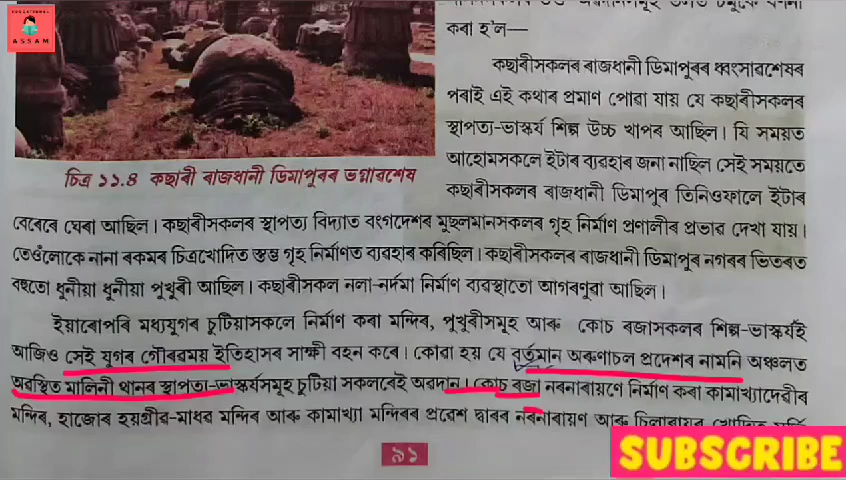 EDUCATIONAL
ASSAM
কৰা হ'ল—
কছাৰীসকলৰ ৰাজধানী ডিমাপুৰৰ ধ্বংসাৱশেষৰ
পৰাই এই কথাৰ প্ৰমাণ পোৱা যায় যে কছাৰীসকলৰ
স্থাপত্য-ভাস্কৰ্য শিল্প উচ্চ খাপৰ আছিল। যি সময়ত
আহোমসকলে ইটাৰ ব্যৱহাৰ জনা নাছিল সেই সময়তে
কছাৰীসকলৰ ৰাজধানী ডিমাপুৰ তিনিওফালে ইটাৰ
চিত্ৰ ১১.৪ কছাৰী ৰাজধানী ডিমাপুৰৰ ভগ্নাৱশেষ
বেৰেৰে ঘেৰা আছিল। কছাৰীসকলৰ স্থাপত্য বিদ্যাত বংগদেশৰ মুছলমানসকলৰ গৃহ নিৰ্মাণ প্ৰণালীৰ প্ৰভাৱ দেখা যায়।
তেওঁলোকে নানা ৰকমৰ চিত্ৰখোদিত স্তম্ভ গৃহ নিৰ্মাণত ব্যৱহাৰ কৰিছিল। কছাৰীসকলৰ ৰাজধানী ডিমাপুৰ নগৰৰ ভিতৰত
বহুতো ধুনীয়া ধুনীয়া পুখুৰী আছিল। কছাৰীসকল নলা-নৰ্দমা নিৰ্মাণ ব্যৱস্থাতো আগৰণুৱা আছিল।
ইয়াৰোপৰি মধ্যযুগৰ চুটিয়াসকলে নিৰ্মাণ কৰা মন্দিৰ, পুখুৰীসমূহ আৰু কোচ ৰজাসকলৰ শিল্প-ভাস্কৰ্যই
আজিও সেই যুগৰ গৌৰৱময় ইতিহাসৰ সাক্ষী বহন কৰে। কোৱা হয় যে বৰ্তমান অৰুণাচল প্ৰদেশৰ নামনি অঞ্চলত
অৱস্থিত মালিনী থানৰ স্থাপত্য-ভাস্কৰ্যসমূহ চুটিয়া সকলৰেই অৱদান। কোচ ৰজা নৰনাৰায়ণে নিৰ্মাণ কৰা কামাখ্যাদেৱীৰ
মন্দিৰ, হাজোৰ হয়গ্ৰীৱ-মাধৱ মন্দিৰ আৰু কামাখ্যা মন্দিৰৰ প্ৰৱেশ দ্বাৰৰ নৰনাৰায়ণ আৰু চিলাৰায়ৰ খোদিত মূৰ্তি
৯১
SUBSCRIBE